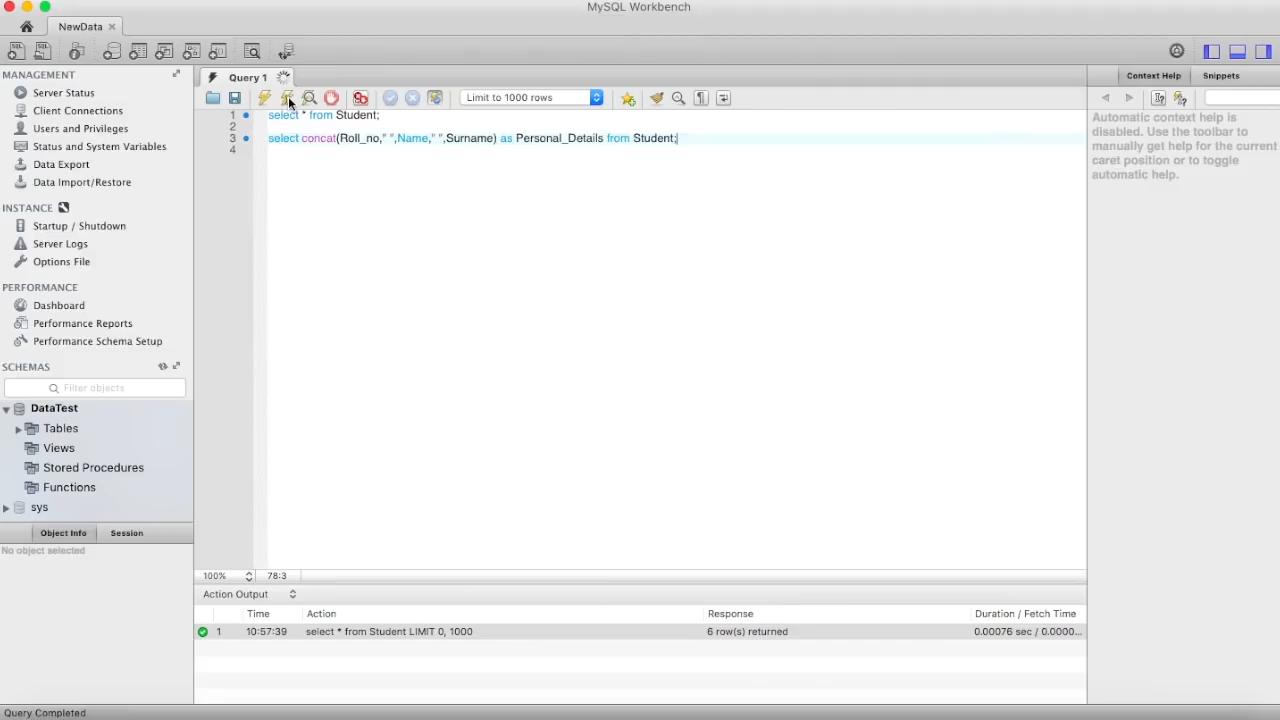 MySQL Workbench
NewData
Query 1
Context Help
Snippets
MANAGEMENT
Server Status
Client Connections
Users and Privileges
Status and System Variables
Data Export
Data Import/Restore
INSTANCE
Startup / Shutdown
Server Logs
Options File
PERFORMANCE
Dashboard
Performance Reports
Performance Schema Setup
SCHEMAS
Filter objects
DataTest
Tables
Views
Stored Procedures
Functions
sys
Object Info
Session
No object selected
Limit to 1000 rows
1 select * from Student;
2
3 select concat(Roll_no," ",Name," ",Surname) as Personal_Details from Student;
4
Automatic context help is
disabled. Use the toolbar to
manually get help for the current
caret position or to toggle
automatic help.
100% 78:3
Action Output
Time Action Response Duration / Fetch Time
1 10:57:39 select * from Student LIMIT 0, 1000 6 row(s) returned 0.00076 sec / 0.0000...
Query Completed